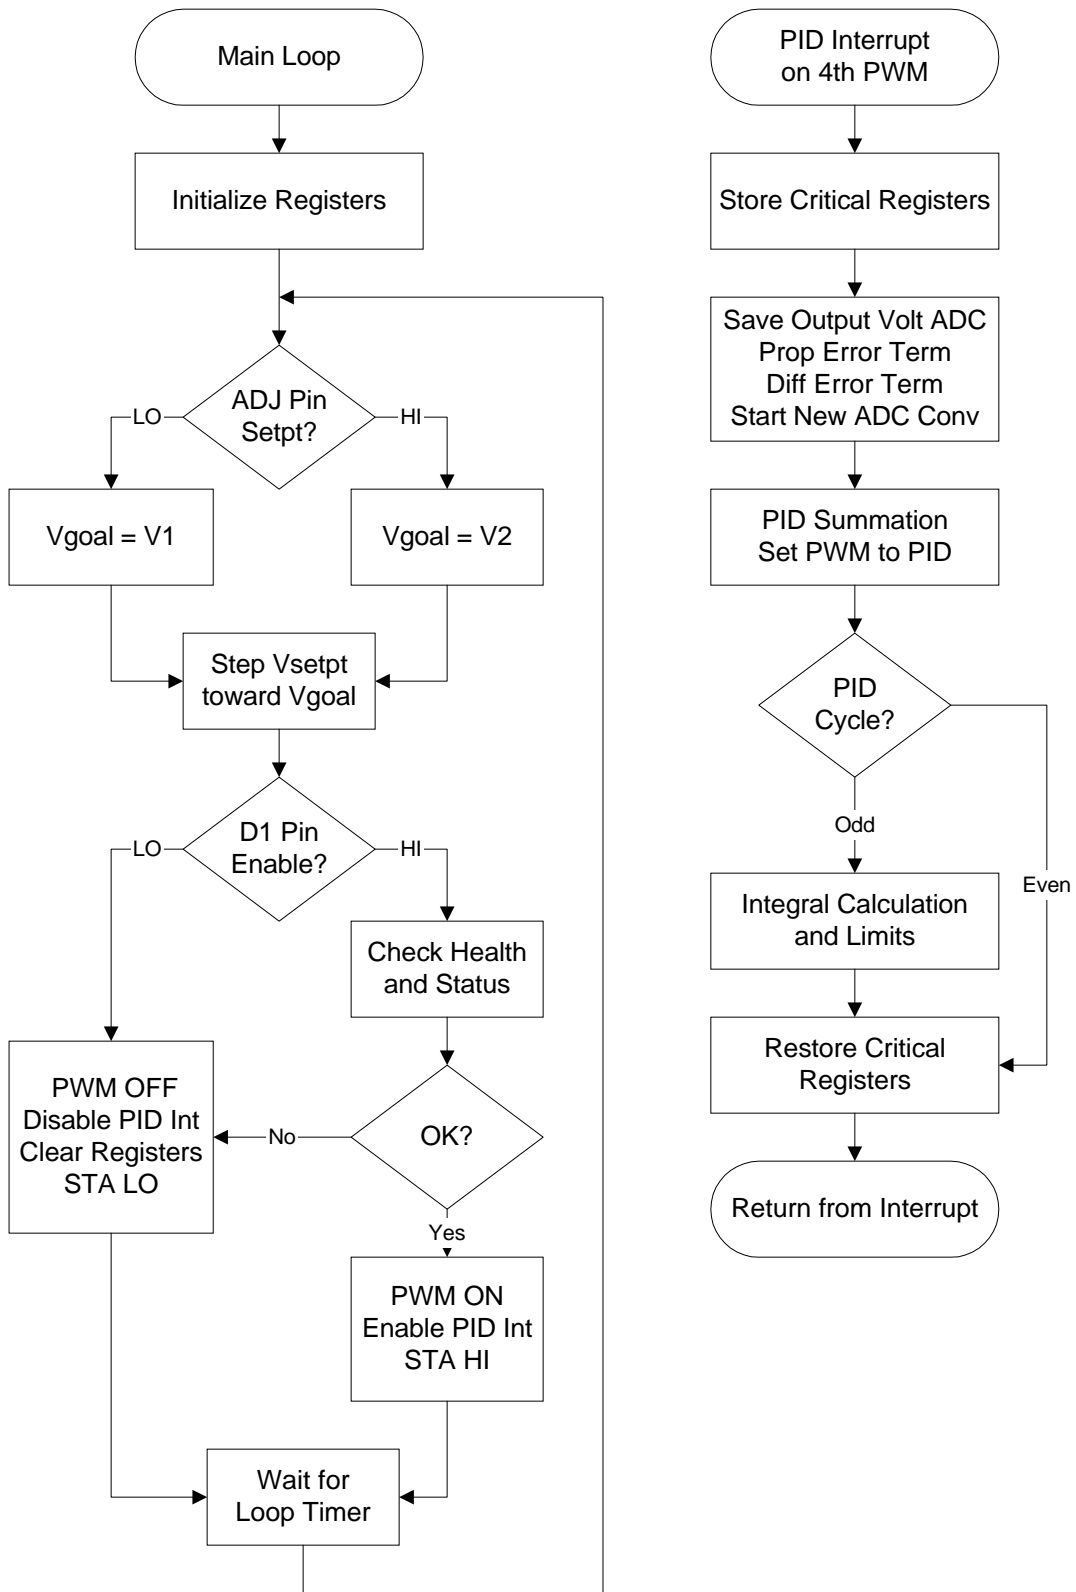 Main Loop
Initialize Registers
ADJ Pin
Setpt?
LO
HI
Vgoal = V1
Vgoal = V2
Step Vsetpt
toward Vgoal
D1 Pin
Enable?
LO
HI
Check Health
and Status
PWM OFF
Disable PID Int
Clear Registers
STA LO
No
OK?
Yes
PWM ON
Enable PID Int
STA HI
Wait for
Loop Timer
PID Interrupt
on 4th PWM
Store Critical Registers
Save Output Volt ADC
Prop Error Term
Diff Error Term
Start New ADC Conv
PID Summation
Set PWM to PID
PID
Cycle?
Odd
Even
Integral Calculation
and Limits
Restore Critical
Registers
Return from Interrupt